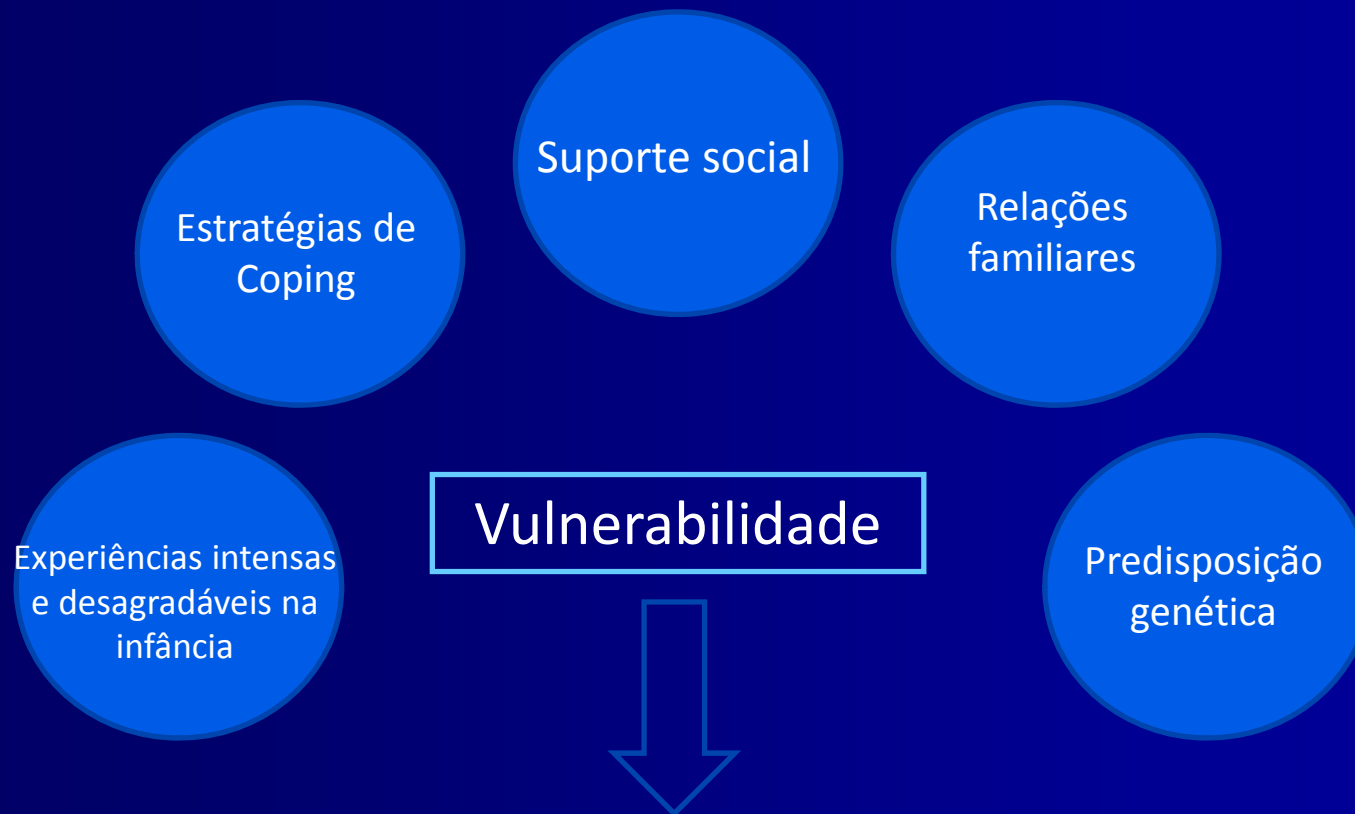 Suporte social
Estratégias de
Coping
Relações
familiares
Vulnerabilidade
Experiências intensas
e desagradáveis na
infância
Predisposição
genética